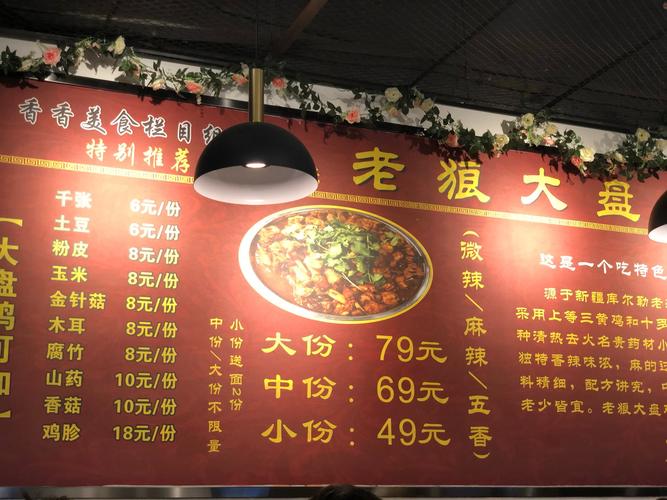 香香美食栏目
特别推荐
老狼大盘
【大盘鸡可加】
千张 6元/份
土豆 6元/份
粉皮 8元/份
玉米 8元/份
金针菇 8元/份
木耳 8元/份
腐竹 8元/份
山药 10元/份
香菇 10元/份
鸡胗 18元/份
小份送面2份
中份/大份不限量
大份：79元
中份：69元
小份：49元
(微辣/麻辣/五香)
这是一个吃特色
源于新疆库尔勒老
采用上等三黄鸡和十
种清热去火名贵药材小
独特香辣味浓，麻的
料精细，配方讲究，
老少皆宜。老狼大盘